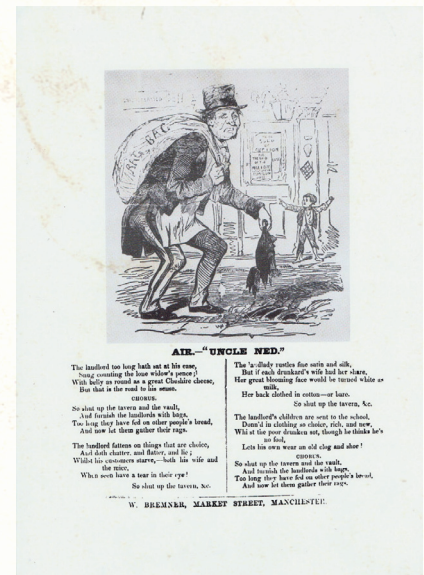 RAG BAG
AIR.—"UNCLE NED."
The landlord too long hath sat at his ease,
Snug counting the lone widow's pence;
With belly as round as a great Cheshire cheese,
But that is the road to his sense.
CHORUS.
So shut up the tavern and the vault,
And furnish the landlords with bags,
Too long they have fed on other people's bread,
And now let them gather their rags.
The landlord fattens on things that are choice,
And doth chatter, and flatter, and lie;
Whilst his customers starve,—both his wife and
the mice,
When seen have a tear in their eye!
So shut up the tavern, &c.
The landlady rustles fine satin and silk,
But if each drunkard's wife had her share,
Her great blooming face would be turned white as
milk,
Her back clothed in cotton—or bare.
So shut up the tavern, &c.
The landlord's children are sent to the school,
Donn'd in clothing so choice, rich, and new,
Whilst the poor drunken sot, though he thinks he's
no fool,
Lets his own wear an old clog and shoe!
CHORUS.
So shut up the tavern and the vault,
And furnish the landlords with bags,
Too long they have fed on other people's bread,
And now let them gather their rags.
W. BREMNER, MARKET STREET, MANCHESTER.